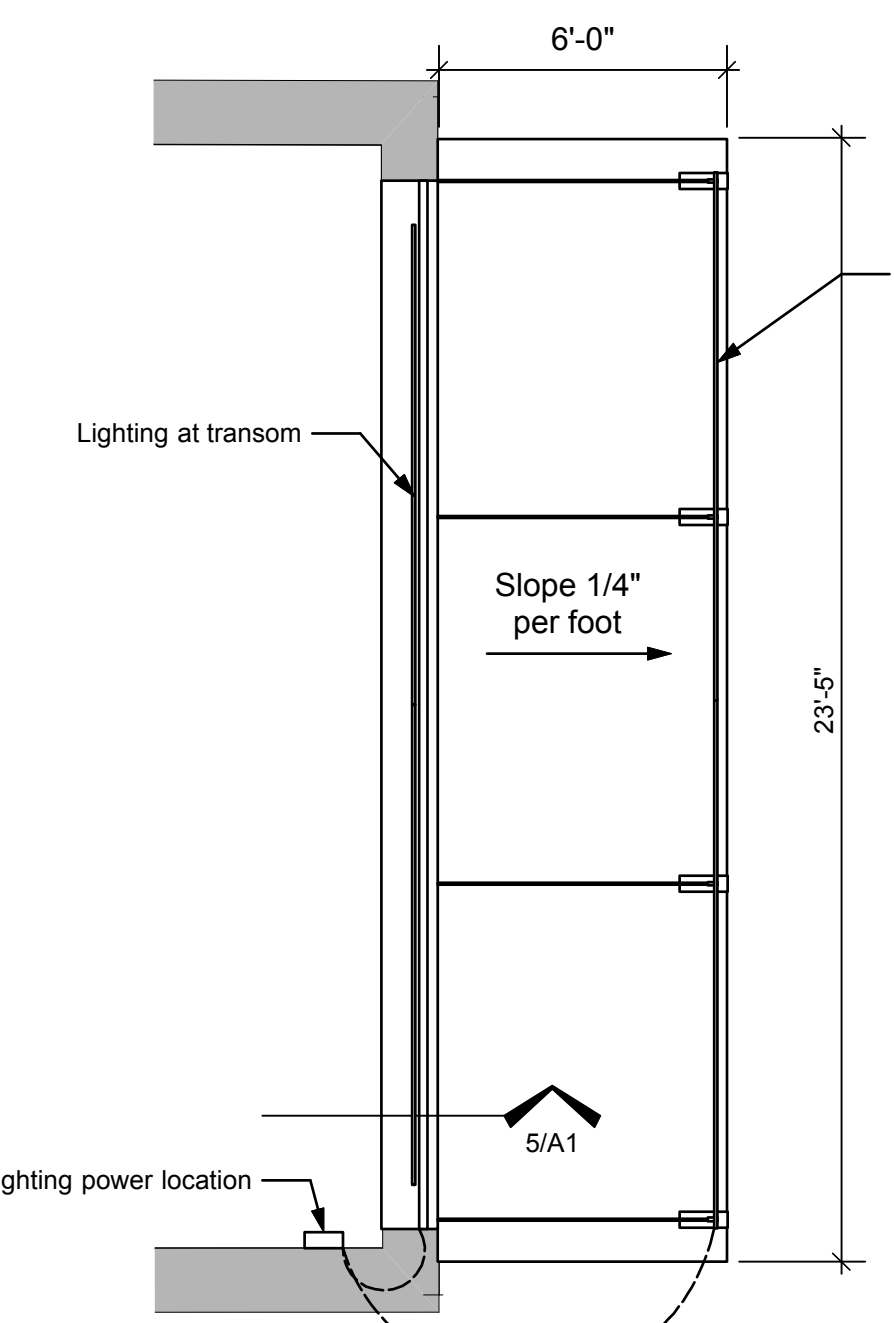 6'-0"
Lighting at transom
Slope 1/4"
per foot
23'-5"
5/A1
ghting power location